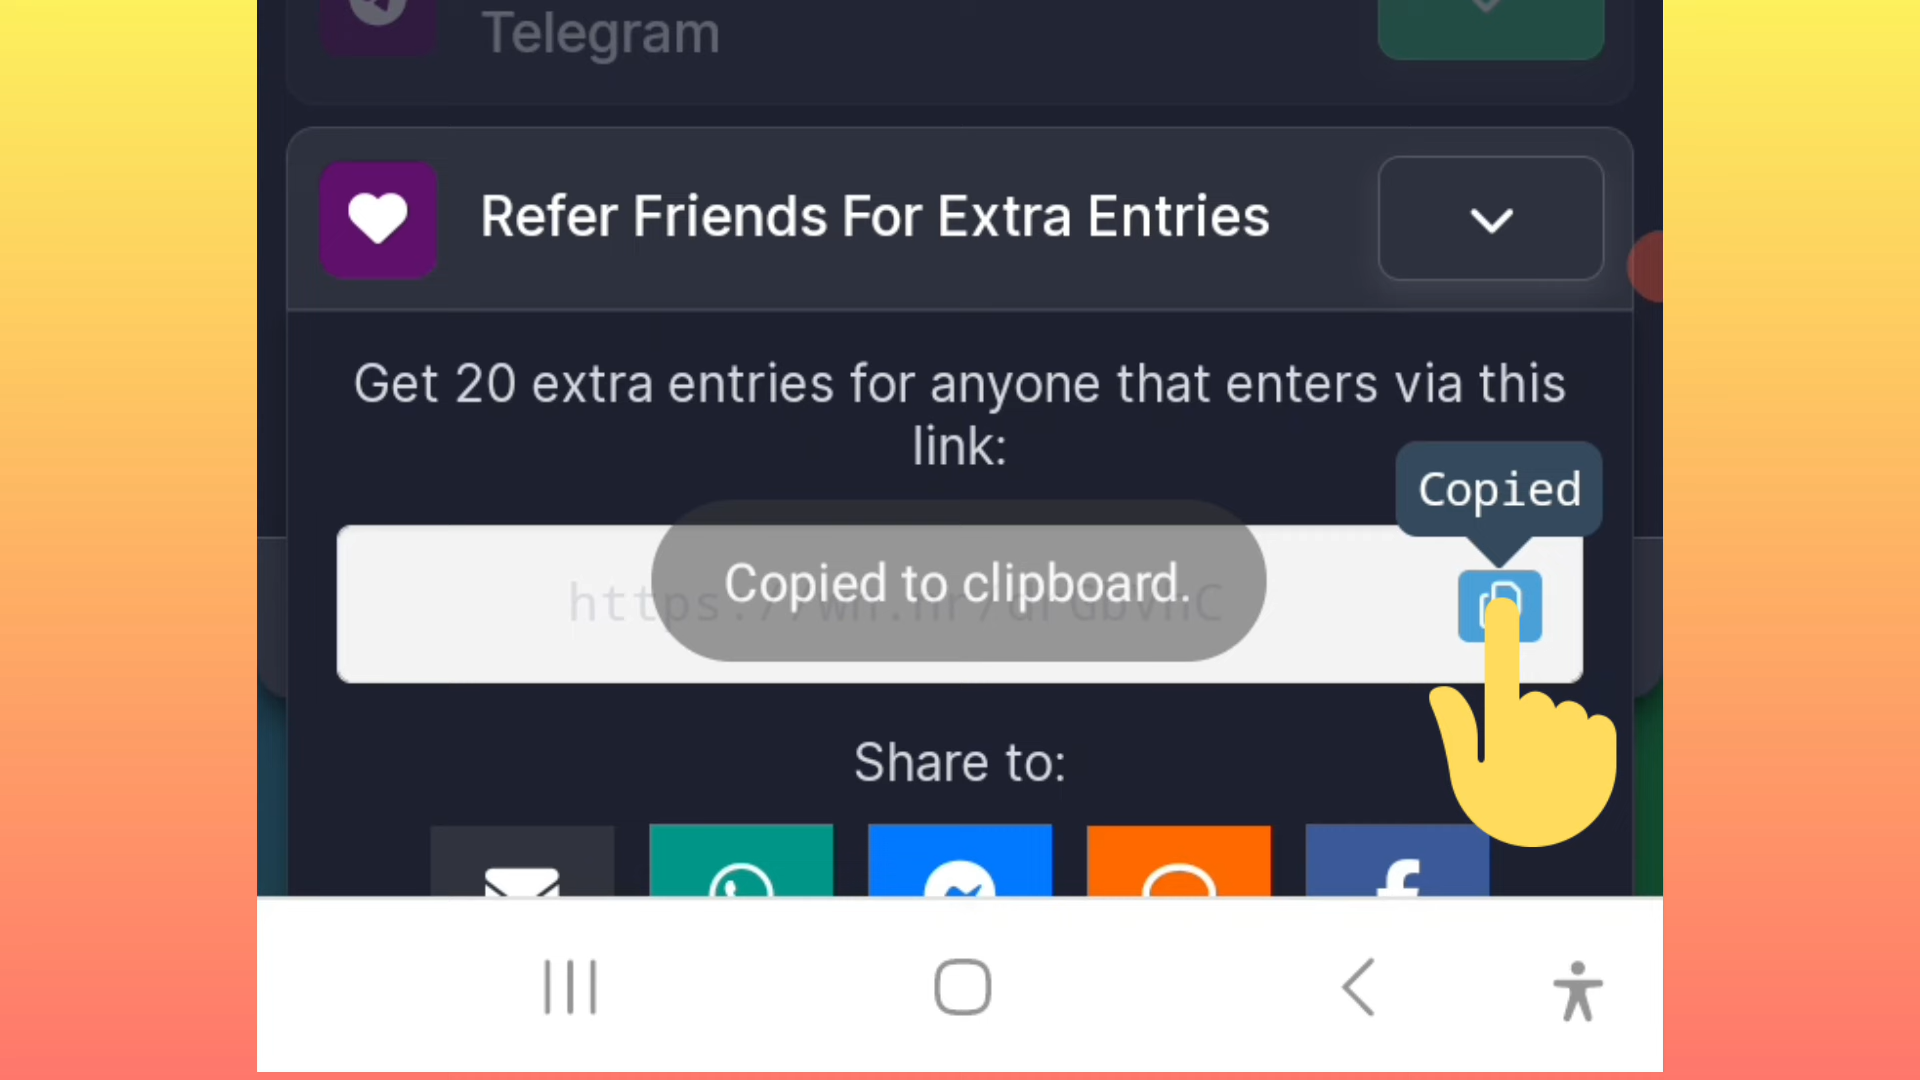 Telegram
Refer Friends For Extra Entries
Get 20 extra entries for anyone that enters via this
link:
Copied
Copied to clipboard.
Share to: